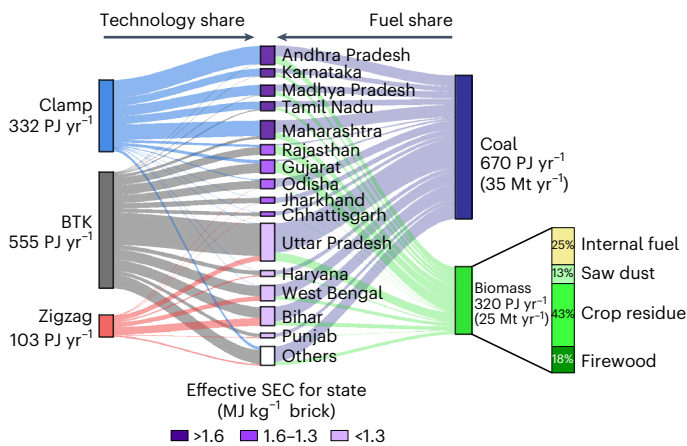 Technology share
Fuel share
Clamp
332 PJ yr⁻¹
BTK
555 PJ yr⁻¹
Zigzag
103 PJ yr⁻¹
Andhra Pradesh
Karnataka
Madhya Pradesh
Tamil Nadu
Maharashtra
Rajasthan
Gujarat
Odisha
Jharkhand
Chhattisgarh
Uttar Pradesh
Haryana
West Bengal
Bihar
Punjab
Others
Coal
670 PJ yr⁻¹
(35 Mt yr⁻¹)
Biomass
320 PJ yr⁻¹
(25 Mt yr⁻¹)
25% Internal fuel
13% Saw dust
43% Crop residue
18% Firewood
Effective SEC for state
(MJ kg⁻¹ brick)
>1.6 1.6–1.3 <1.3